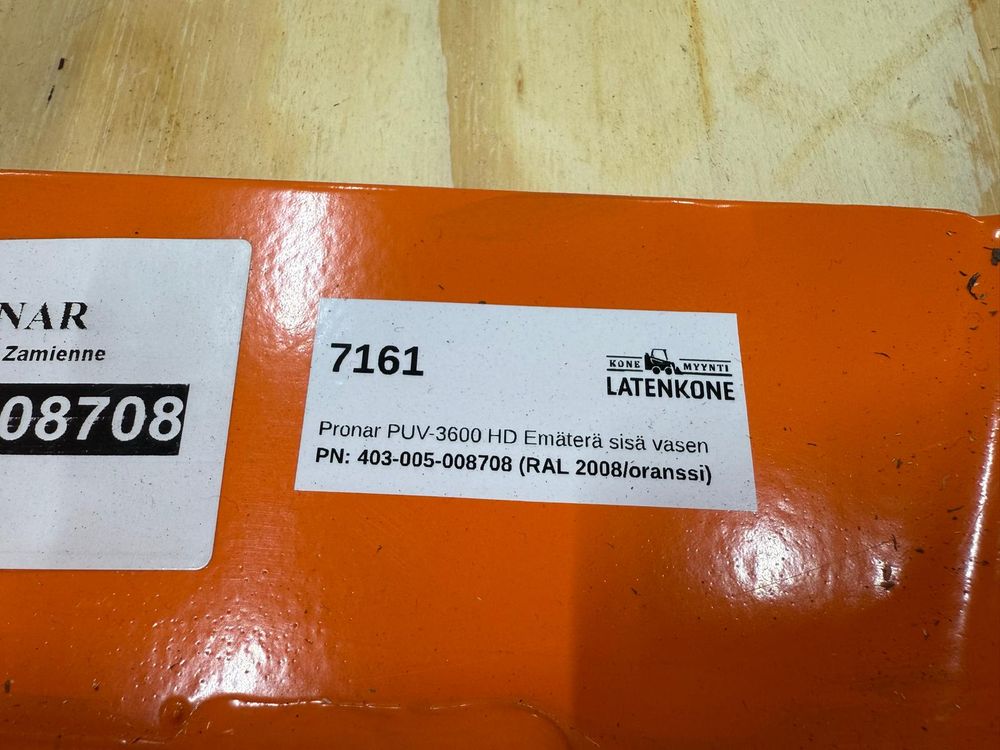 NAR
Zamienne
08708
7161
KONE MYYNTI
LATENKONE
Pronar PUV-3600 HD Emäterä sisä vasen
PN: 403-005-008708 (RAL 2008/oranssi)